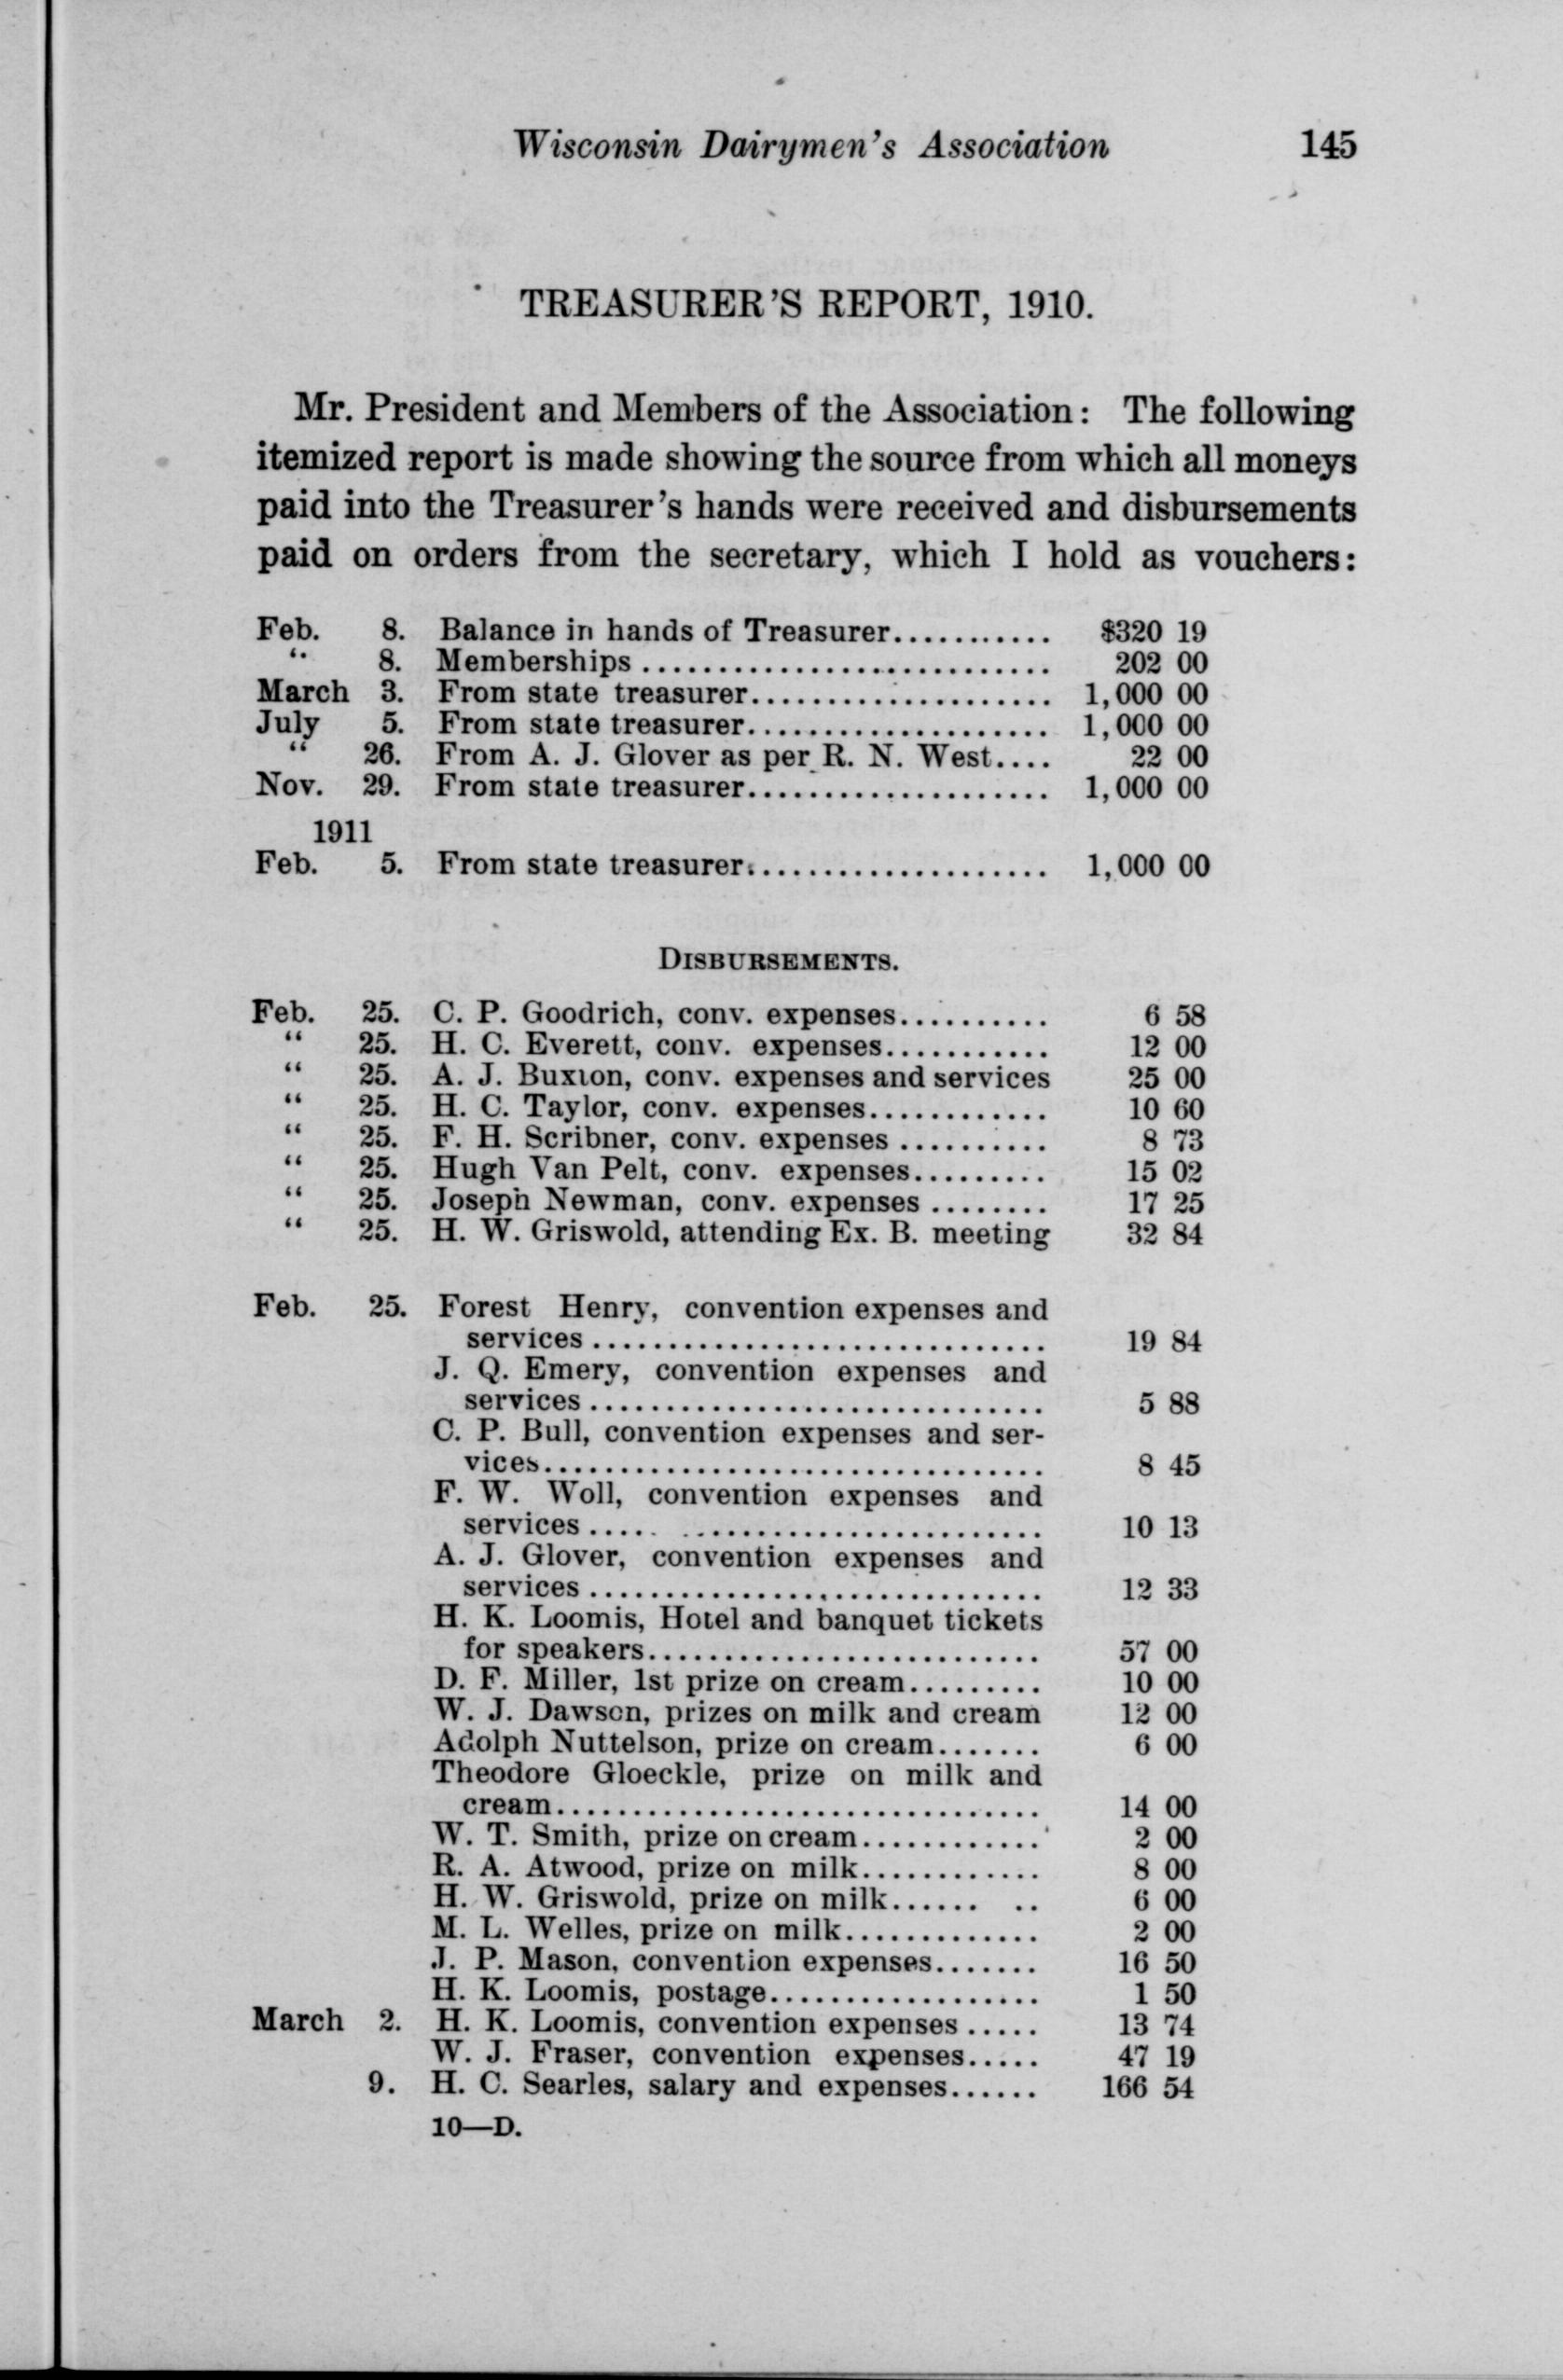 Wisconsin Dairymen's Association 145
TREASURER'S REPORT, 1910.
Mr. President and Members of the Association: The following
itemized report is made showing the source from which all moneys
paid into the Treasurer's hands were received and disbursements
paid on orders from the secretary, which I hold as vouchers:
Feb. 8. Balance in hands of Treasurer........... $320 19
" 8. Memberships ........................... 202 00
March 3. From state treasurer.................... 1,000 00
July 5. From state treasurer.................... 1,000 00
" 26. From A. J. Glover as per R. N. West.... 22 00
Nov. 29. From state treasurer.................... 1,000 00
1911
Feb. 5. From state treasurer.................... 1,000 00
DISBURSEMENTS.
Feb. 25. C. P. Goodrich, conv. expenses.......... 6 58
" 25. H. C. Everett, conv. expenses........... 12 00
" 25. A. J. Buxton, conv. expenses and services 25 00
" 25. H. C. Taylor, conv. expenses............ 10 60
" 25. F. H. Scribner, conv. expenses .......... 8 73
" 25. Hugh Van Pelt, conv. expenses......... 15 02
" 25. Joseph Newman, conv. expenses ........ 17 25
" 25. H. W. Griswold, attending Ex. B. meeting 32 84
Feb. 25. Forest Henry, convention expenses and
services .............................. 19 84
J. Q. Emery, convention expenses and
services .............................. 5 88
C. P. Bull, convention expenses and ser-
vices................................. 8 45
F. W. Woll, convention expenses and
services .............................. 10 13
A. J. Glover, convention expenses and
services .............................. 12 33
H. K. Loomis, Hotel and banquet tickets
for speakers.......................... 57 00
D. F. Miller, 1st prize on cream......... 10 00
W. J. Dawson, prizes on milk and cream 12 00
Adolph Nuttelson, prize on cream....... 6 00
Theodore Gloeckle, prize on milk and
cream................................ 14 00
W. T. Smith, prize on cream............ 2 00
R. A. Atwood, prize on milk............ 8 00
H. W. Griswold, prize on milk...... .. 6 00
M. L. Welles, prize on milk............. 2 00
J. P. Mason, convention expenses....... 16 50
H. K. Loomis, postage.................. 1 50
March 2. H. K. Loomis, convention expenses ..... 13 74
W. J. Fraser, convention expenses..... 47 19
9. H. C. Searles, salary and expenses...... 166 54
10—D.